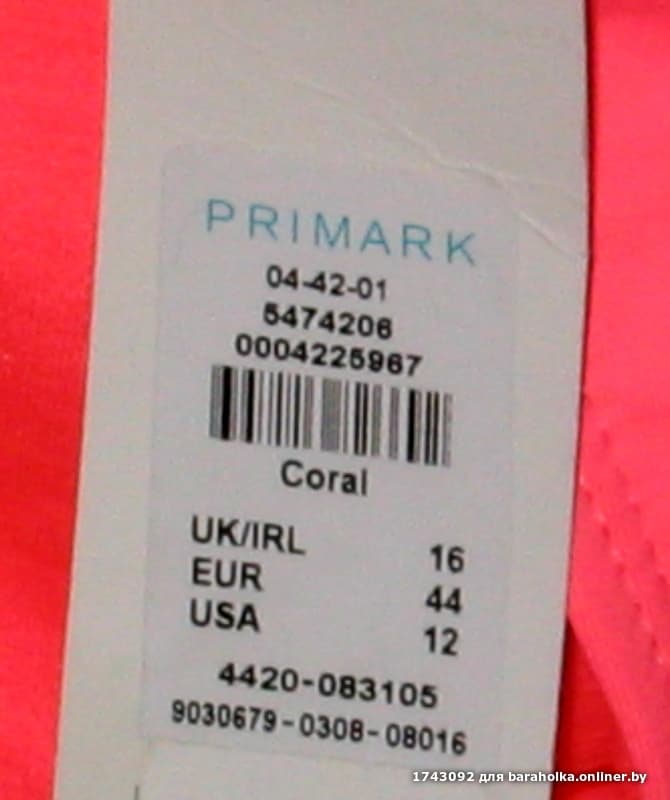 PRIMARK
04-42-01
5474206
0004225967
Coral
UK/IRL 16
EUR 44
USA 12
4420-083105
9030679-0308-08016
1743092 для baraholka.onliner.by